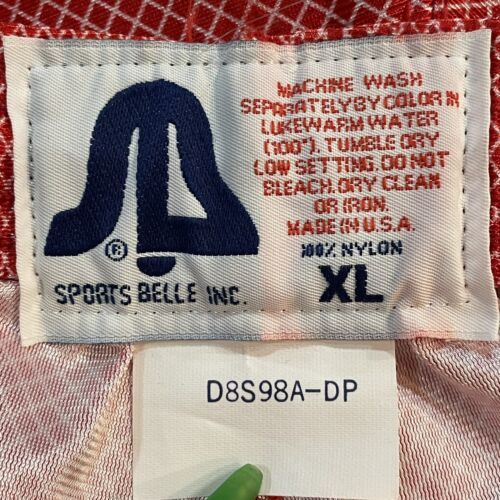 MACHINE WASH
SEPARATELY BY COLOR IN
LUKEWARM WATER
(100°). TUMBLE DRY
LOW SETTING. DO NOT
BLEACH. DRY CLEAN
OR IRON.
MADE IN U.S.A.
100% NYLON
XL
®
SPORTS BELLE INC.
D8S98A-DP